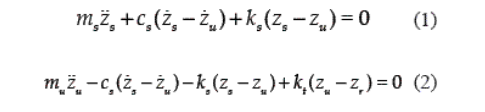 m_s z̈_s + c_s(ż_s − ż_u) + k_s(z_s − z_u) = 0 (1)
m_u z̈_u − c_s(ż_s − ż_u) − k_s(z_s − z_u) + k_t(z_u − z_r) = 0 (2)